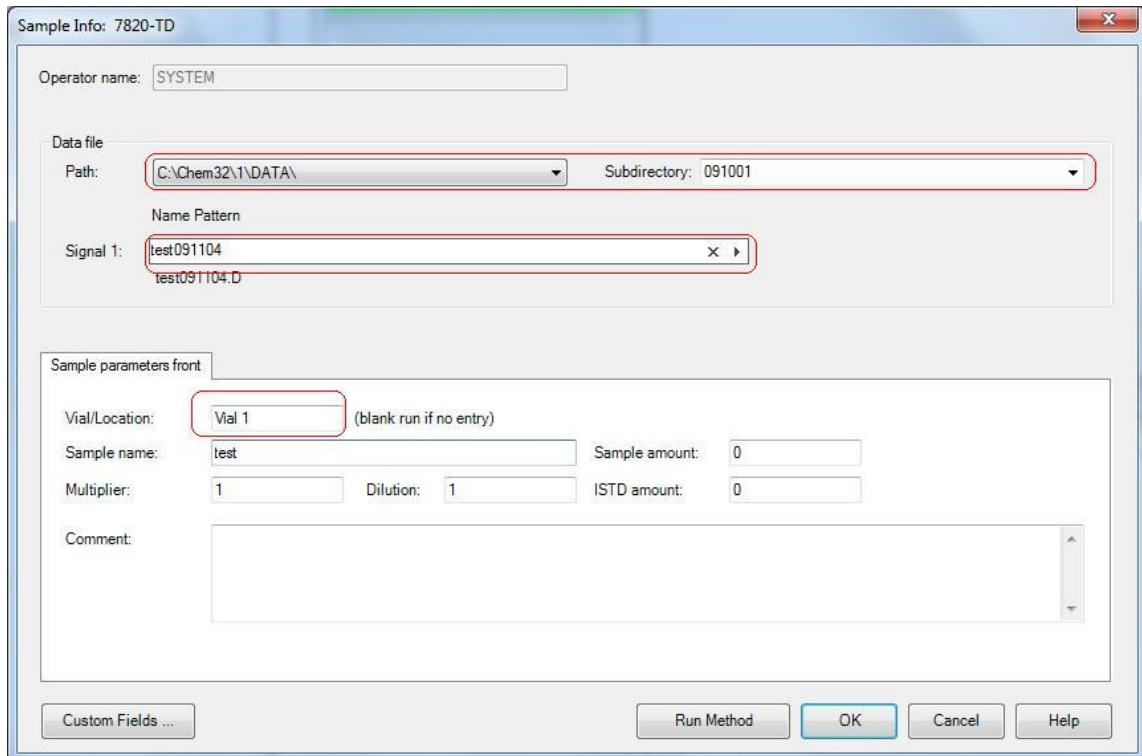 Sample Info: 7820-TD
Operator name: SYSTEM
Data file
Path: C:\Chem32\1\DATA\ Subdirectory: 091001
Name Pattern
Signal 1: test091104
test091104.D
Sample parameters front
Vial/Location: Vial 1 (blank run if no entry)
Sample name: test Sample amount: 0
Multiplier: 1 Dilution: 1 ISTD amount: 0
Comment:
Custom Fields ... Run Method OK Cancel Help